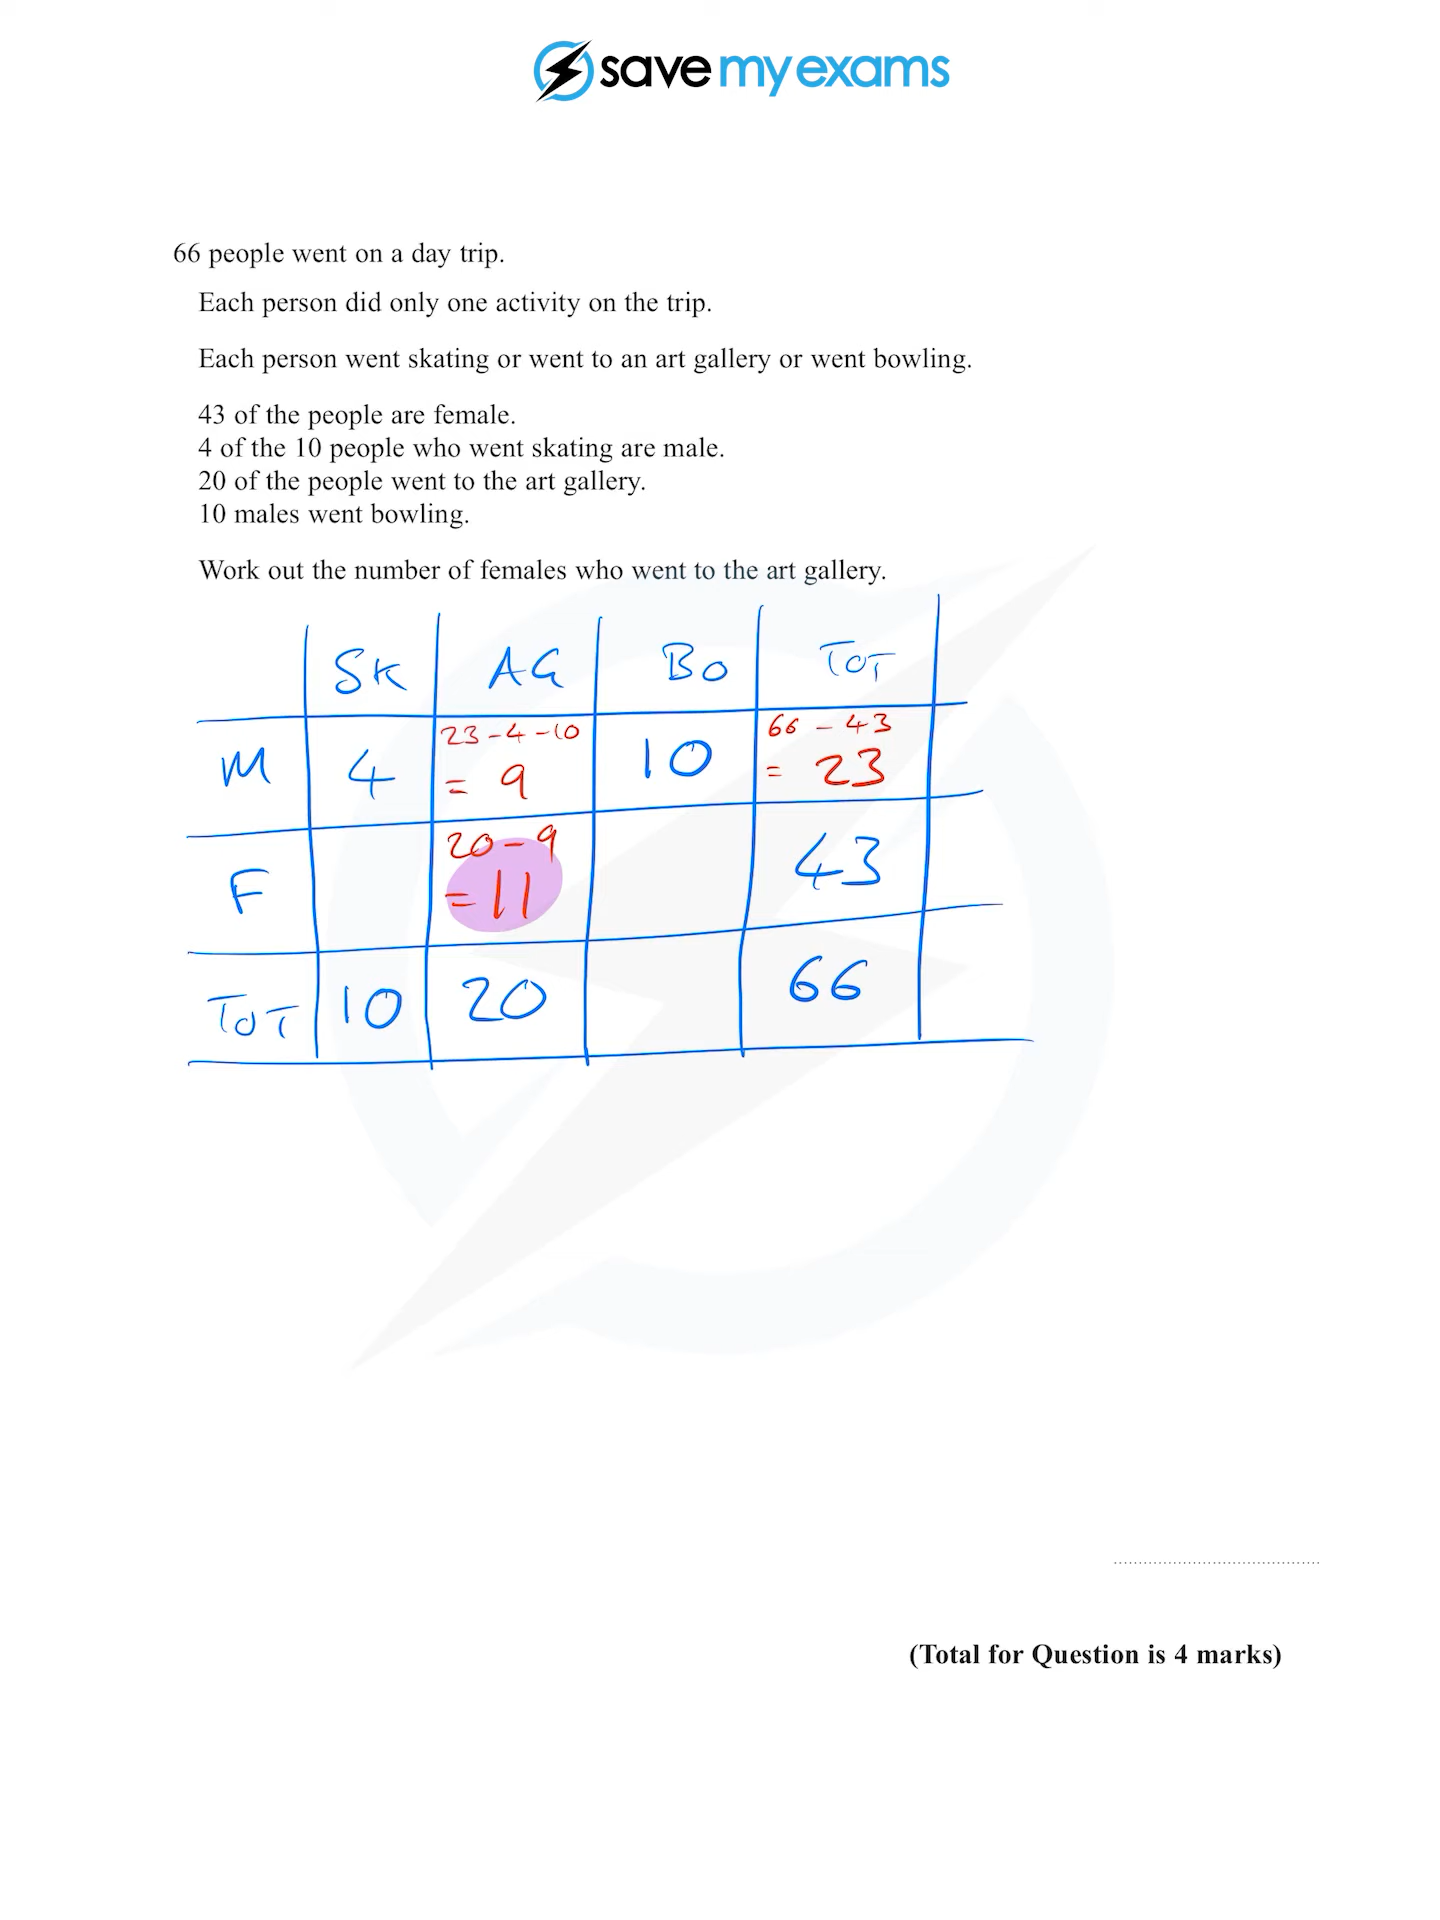 save my exams
66 people went on a day trip.
Each person did only one activity on the trip.
Each person went skating or went to an art gallery or went bowling.
43 of the people are female.
4 of the 10 people who went skating are male.
20 of the people went to the art gallery.
10 males went bowling.
Work out the number of females who went to the art gallery.
SK AG BO TOT
M 4 23-4-10 = 9 10 66 - 43 = 23
F 20-9 =11 43
TOT 10 20 66
(Total for Question is 4 marks)